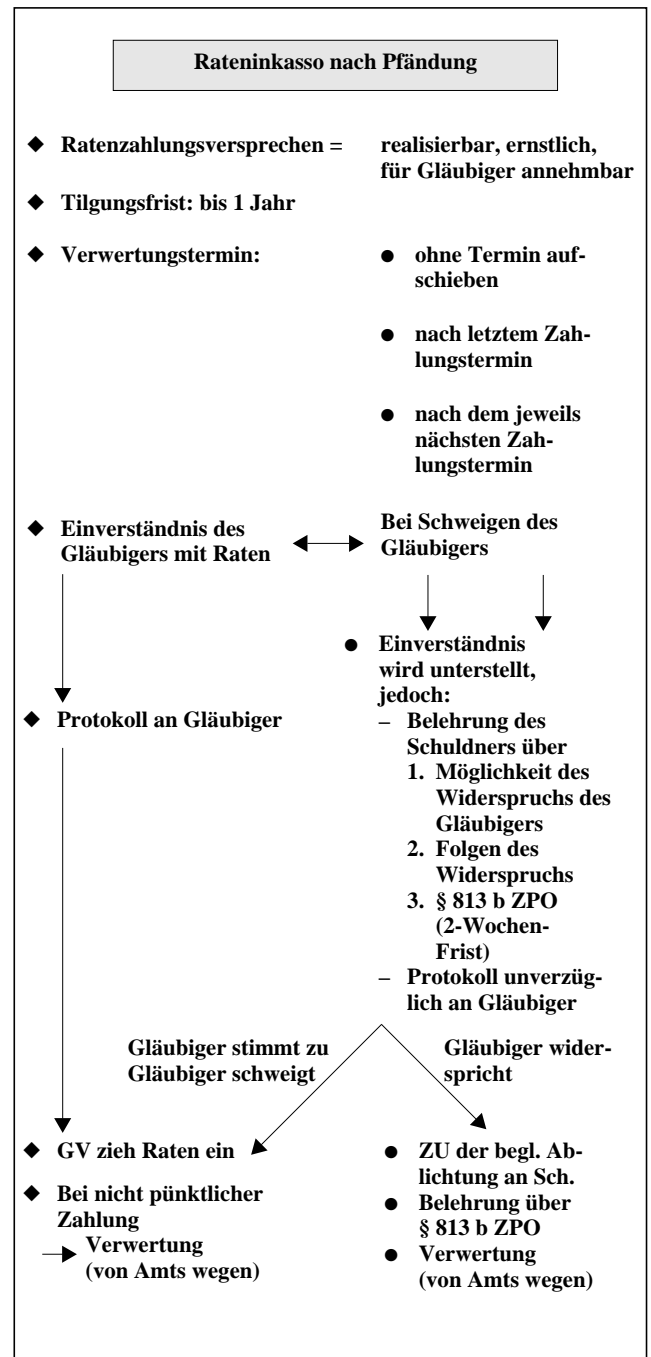 Rateninkasso nach Pfändung
◆ Ratenzahlungsversprechen = realisierbar, ernstlich,
für Gläubiger annehmbar
◆ Tilgungsfrist: bis 1 Jahr
◆ Verwertungstermin:
● ohne Termin auf-
schieben
● nach letztem Zah-
lungstermin
● nach dem jeweils
nächsten Zah-
lungstermin
◆ Einverständnis des
Gläubigers mit Raten
Bei Schweigen des
Gläubigers
● Einverständnis
wird unterstellt,
jedoch:
◆ Protokoll an Gläubiger
– Belehrung des
Schuldners über
1. Möglichkeit des
Widerspruchs des
Gläubigers
2. Folgen des
Widerspruchs
3. § 813 b ZPO
(2-Wochen-
Frist)
– Protokoll unverzüg-
lich an Gläubiger
Gläubiger stimmt zu
Gläubiger schweigt
Gläubiger wider-
spricht
◆ GV zieh Raten ein
◆ Bei nicht pünktlicher
Zahlung
Verwertung
(von Amts wegen)
● ZU der begl. Ab-
lichtung an Sch.
● Belehrung über
§ 813 b ZPO
● Verwertung
(von Amts wegen)